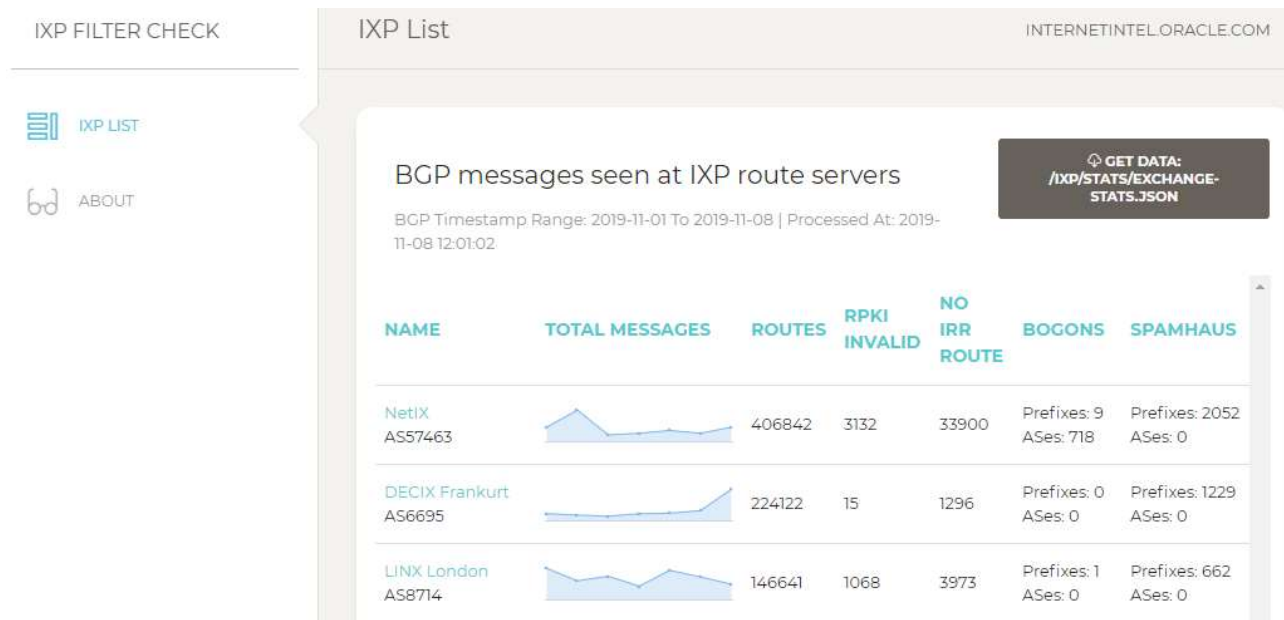 IXP FILTER CHECK
IXP LIST
ABOUT
IXP List
INTERNETINTEL.ORACLE.COM
BGP messages seen at IXP route servers
BGP Timestamp Range: 2019-11-01 To 2019-11-08 | Processed At: 2019-
11-08 12:01:02
GET DATA:
/IXP/STATS/EXCHANGE-
STATS.JSON
NAME TOTAL MESSAGES ROUTES RPKI INVALID NO IRR ROUTE BOGONS SPAMHAUS
NetIX 406842 3132 33900 Prefixes: 9 Prefixes: 2052
AS57463 ASes: 718 ASes: 0
DECIX Frankurt 224122 15 1296 Prefixes: 0 Prefixes: 1229
AS6695 ASes: 0 ASes: 0
LINX London 146641 1068 3973 Prefixes: 1 Prefixes: 662
AS8714 ASes: 0 ASes: 0